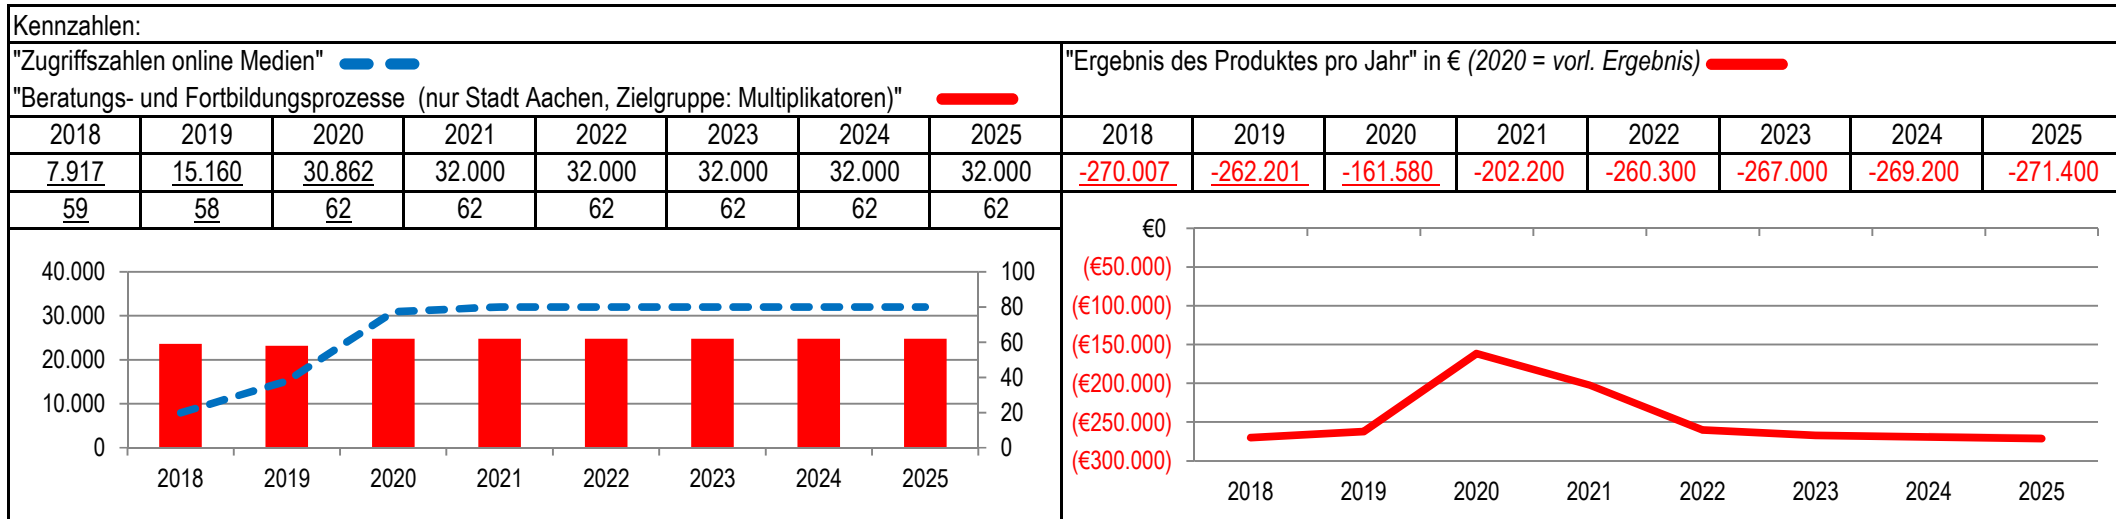 Kennzahlen:
"Zugriffszahlen online Medien"
"Beratungs- und Fortbildungsprozesse (nur Stadt Aachen, Zielgruppe: Multiplikatoren)"
2018 2019 2020 2021 2022 2023 2024 2025
7.917 15.160 30.862 32.000 32.000 32.000 32.000 32.000
59 58 62 62 62 62 62 62
40.000 100
30.000 80
20.000 60
10.000 40
0 20
0
2018 2019 2020 2021 2022 2023 2024 2025
"Ergebnis des Produktes pro Jahr" in € (2020 = vorl. Ergebnis)
2018 2019 2020 2021 2022 2023 2024 2025
-270.007 -262.201 -161.580 -202.200 -260.300 -267.000 -269.200 -271.400
€0
(€50.000)
(€100.000)
(€150.000)
(€200.000)
(€250.000)
(€300.000)
2018 2019 2020 2021 2022 2023 2024 2025